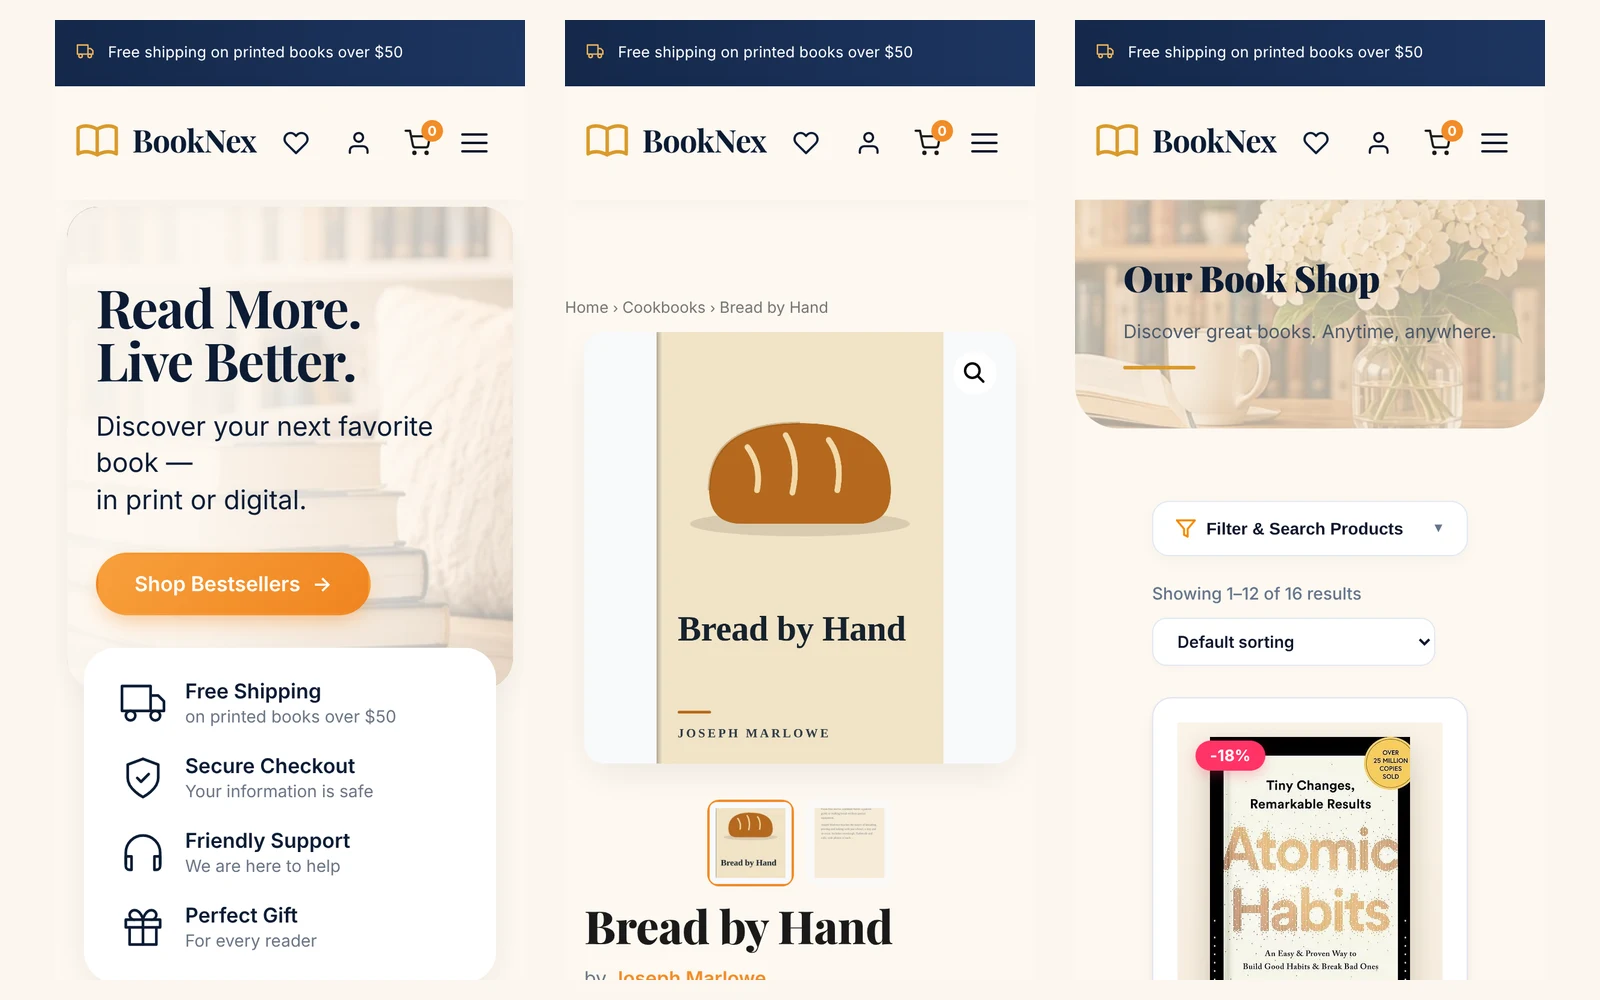 Free shipping on printed books over $50
BookNex
0
Read More.
Live Better.
Discover your next favorite
book —
in print or digital.
Shop Bestsellers →
Free Shipping
on printed books over $50
Secure Checkout
Your information is safe
Friendly Support
We are here to help
Perfect Gift
For every reader
Free shipping on printed books over $50
BookNex
0
Home › Cookbooks › Bread by Hand
Bread by Hand
JOSEPH MARLOWE
Bread by Hand
Bread by Hand
by Joseph Marlowe
Free shipping on printed books over $50
BookNex
0
Our Book Shop
Discover great books. Anytime, anywhere.
Filter & Search Products
Showing 1–12 of 16 results
Default sorting
-18%
OVER
25 MILLION
COPIES
SOLD
Tiny Changes,
Remarkable Results
Atomic
Habits
An Easy & Proven Way to
Build Good Habits & Break Bad Ones